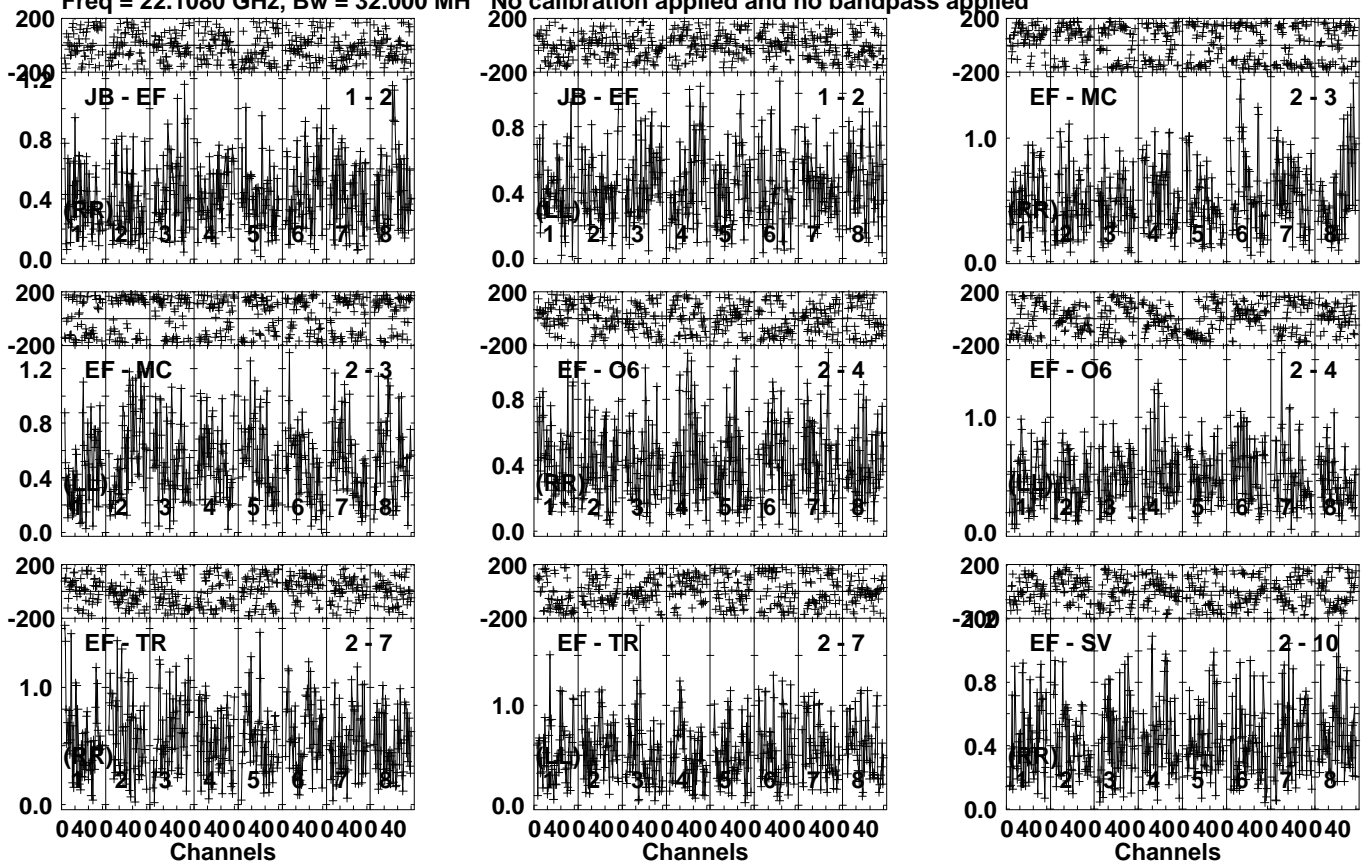 Freq = 22.1080 GHz, Bw = 32.000 MH No calibration applied and no bandpass applied
200
-200
1.2
0.8
0.4
0.0
JB - EF 1 - 2
(RR)
1 2 3 4 5 6 7 8
200
-200
0.8
0.4
0.0
JB - EF 1 - 2
(LL)
1 2 3 4 5 6 7 8
200
-200
1.0
0.0
EF - MC 2 - 3
(RR)
1 2 3 4 5 6 7 8
200
-200
1.2
0.8
0.4
0.0
EF - MC 2 - 3
(LL)
1 2 3 4 5 6 7 8
200
-200
0.8
0.4
0.0
EF - O6 2 - 4
(RR)
1 2 3 4 5 6 7 8
200
-200
1.0
0.0
EF - O6 2 - 4
(LL)
1 2 3 4 5 6 7 8
200
-200
1.0
0.0
EF - TR 2 - 7
(RR)
1 2 3 4 5 6 7 8
0 40 0 40 0 40 0 40 0 40 0 40 0 40 0 40
Channels
200
-200
1.0
0.0
EF - TR 2 - 7
(LL)
1 2 3 4 5 6 7 8
0 40 0 40 0 40 0 40 0 40 0 40 0 40 0 40
Channels
200
-200
1.2
0.8
0.4
0.0
EF - SV 2 - 10
(RR)
1 2 3 4 5 6 7 8
0 40 0 40 0 40 0 40 0 40 0 40 0 40 0 40
Channels